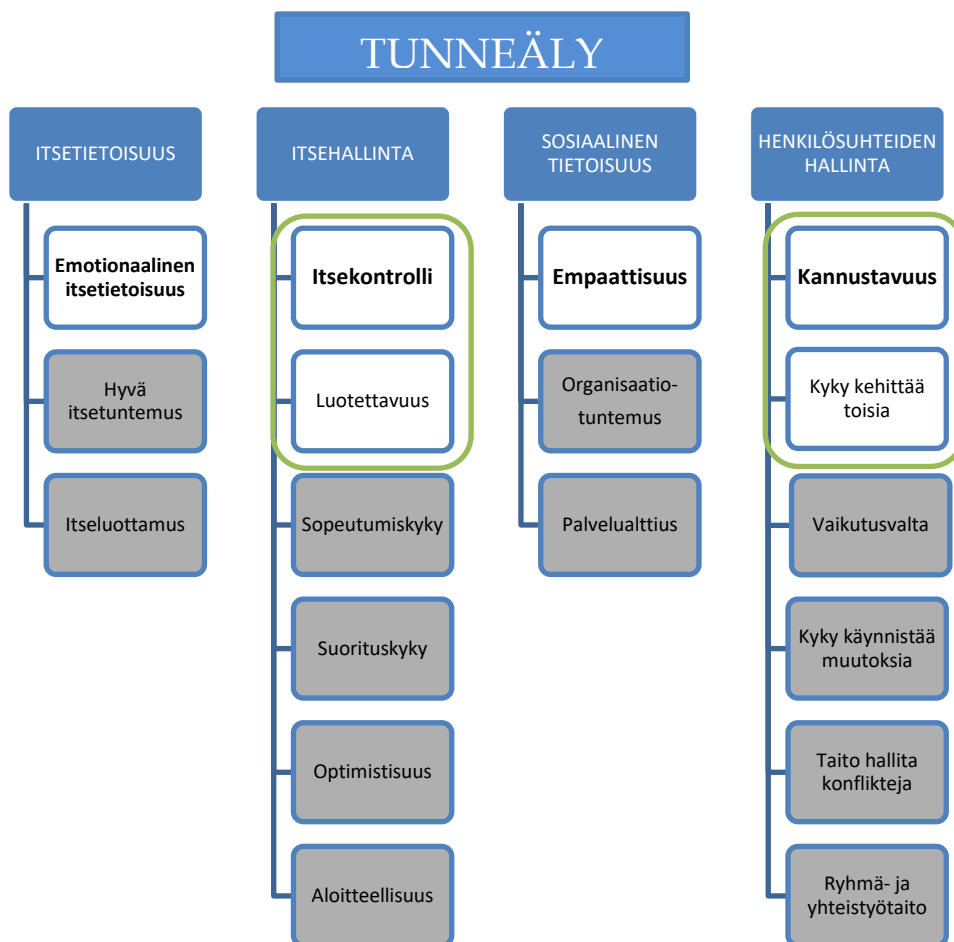 TUNNEÄLY
ITSETIETOISUUS
Emotionaalinen
itsetietoisuus
Hyvä
itsetuntemus
Itseluottamus
ITSEHALLINTA
Itsekontrolli
Luotettavuus
Sopeutumiskyky
Suorituskyky
Optimistisuus
Aloitteellisuus
SOSIAALINEN
TIETOISUUS
Empaattisuus
Organisaatio-
tuntemus
Palvelualttius
HENKILÖSUHTEIDEN
HALLINTA
Kannustavuus
Kyky kehittää
toisia
Vaikutusvalta
Kyky käynnistää
muutoksia
Taito hallita
konflikteja
Ryhmä- ja
yhteistyötaito